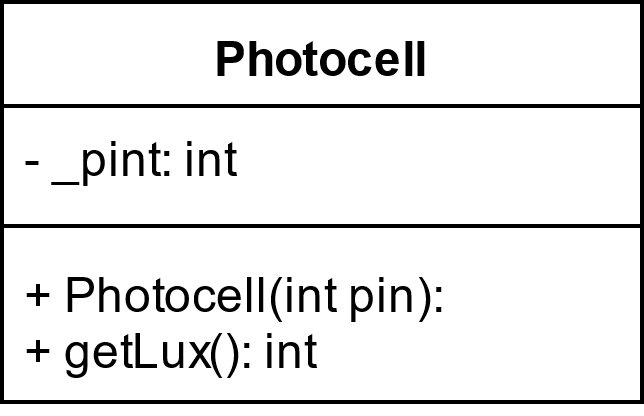 Photocell
- _pint: int
+ Photocell(int pin):
+ getLux(): int